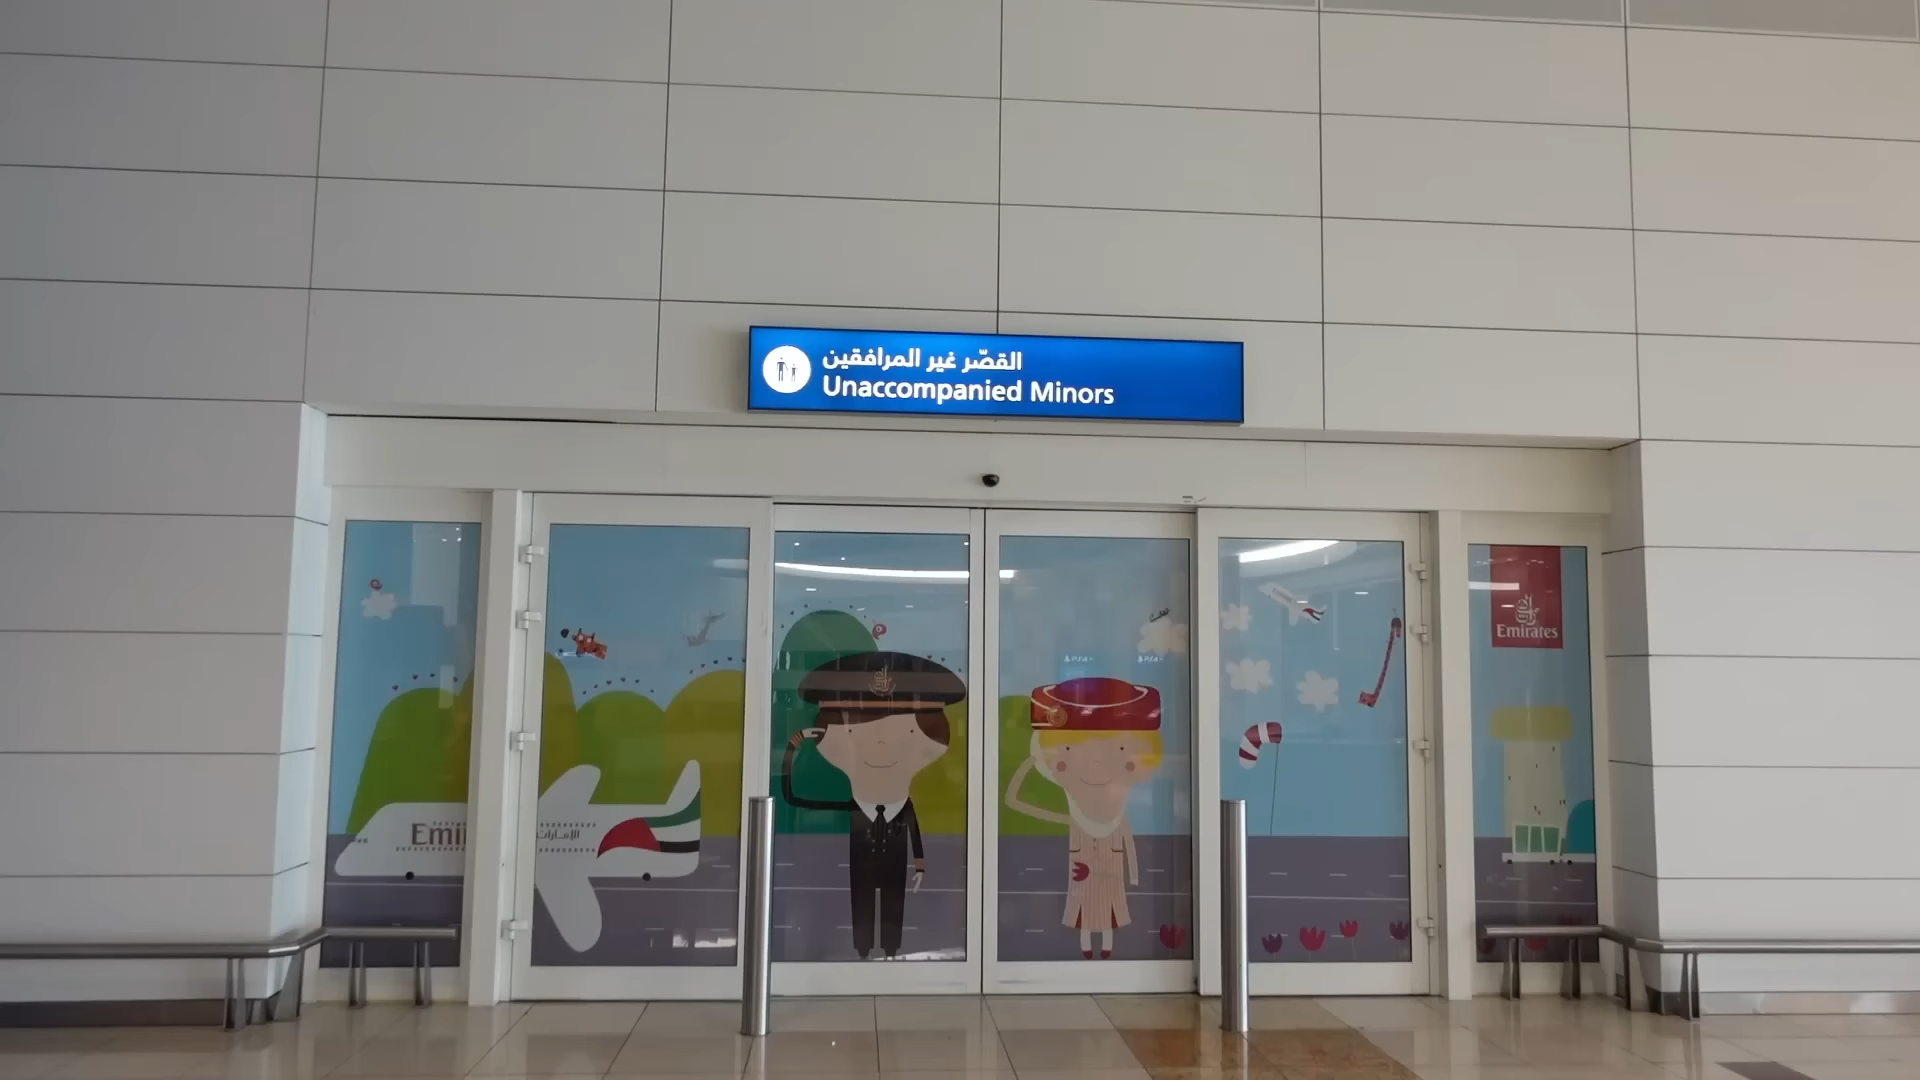 القصّر غير المرافقين
Unaccompanied Minors
Emirates
Emi
الإمارات